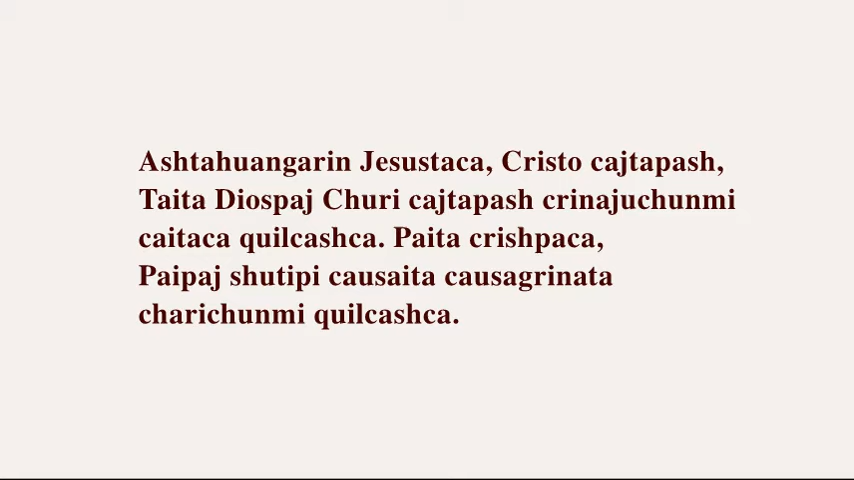 Ashtahuangarin Jesustaca, Cristo cajtapash,
Taita Diospaj Churi cajtapash crinajuchunmi
caitaca quilcashca. Paita crishpaca,
Paipaj shutipi causaita causagrinata
charichunmi quilcashca.